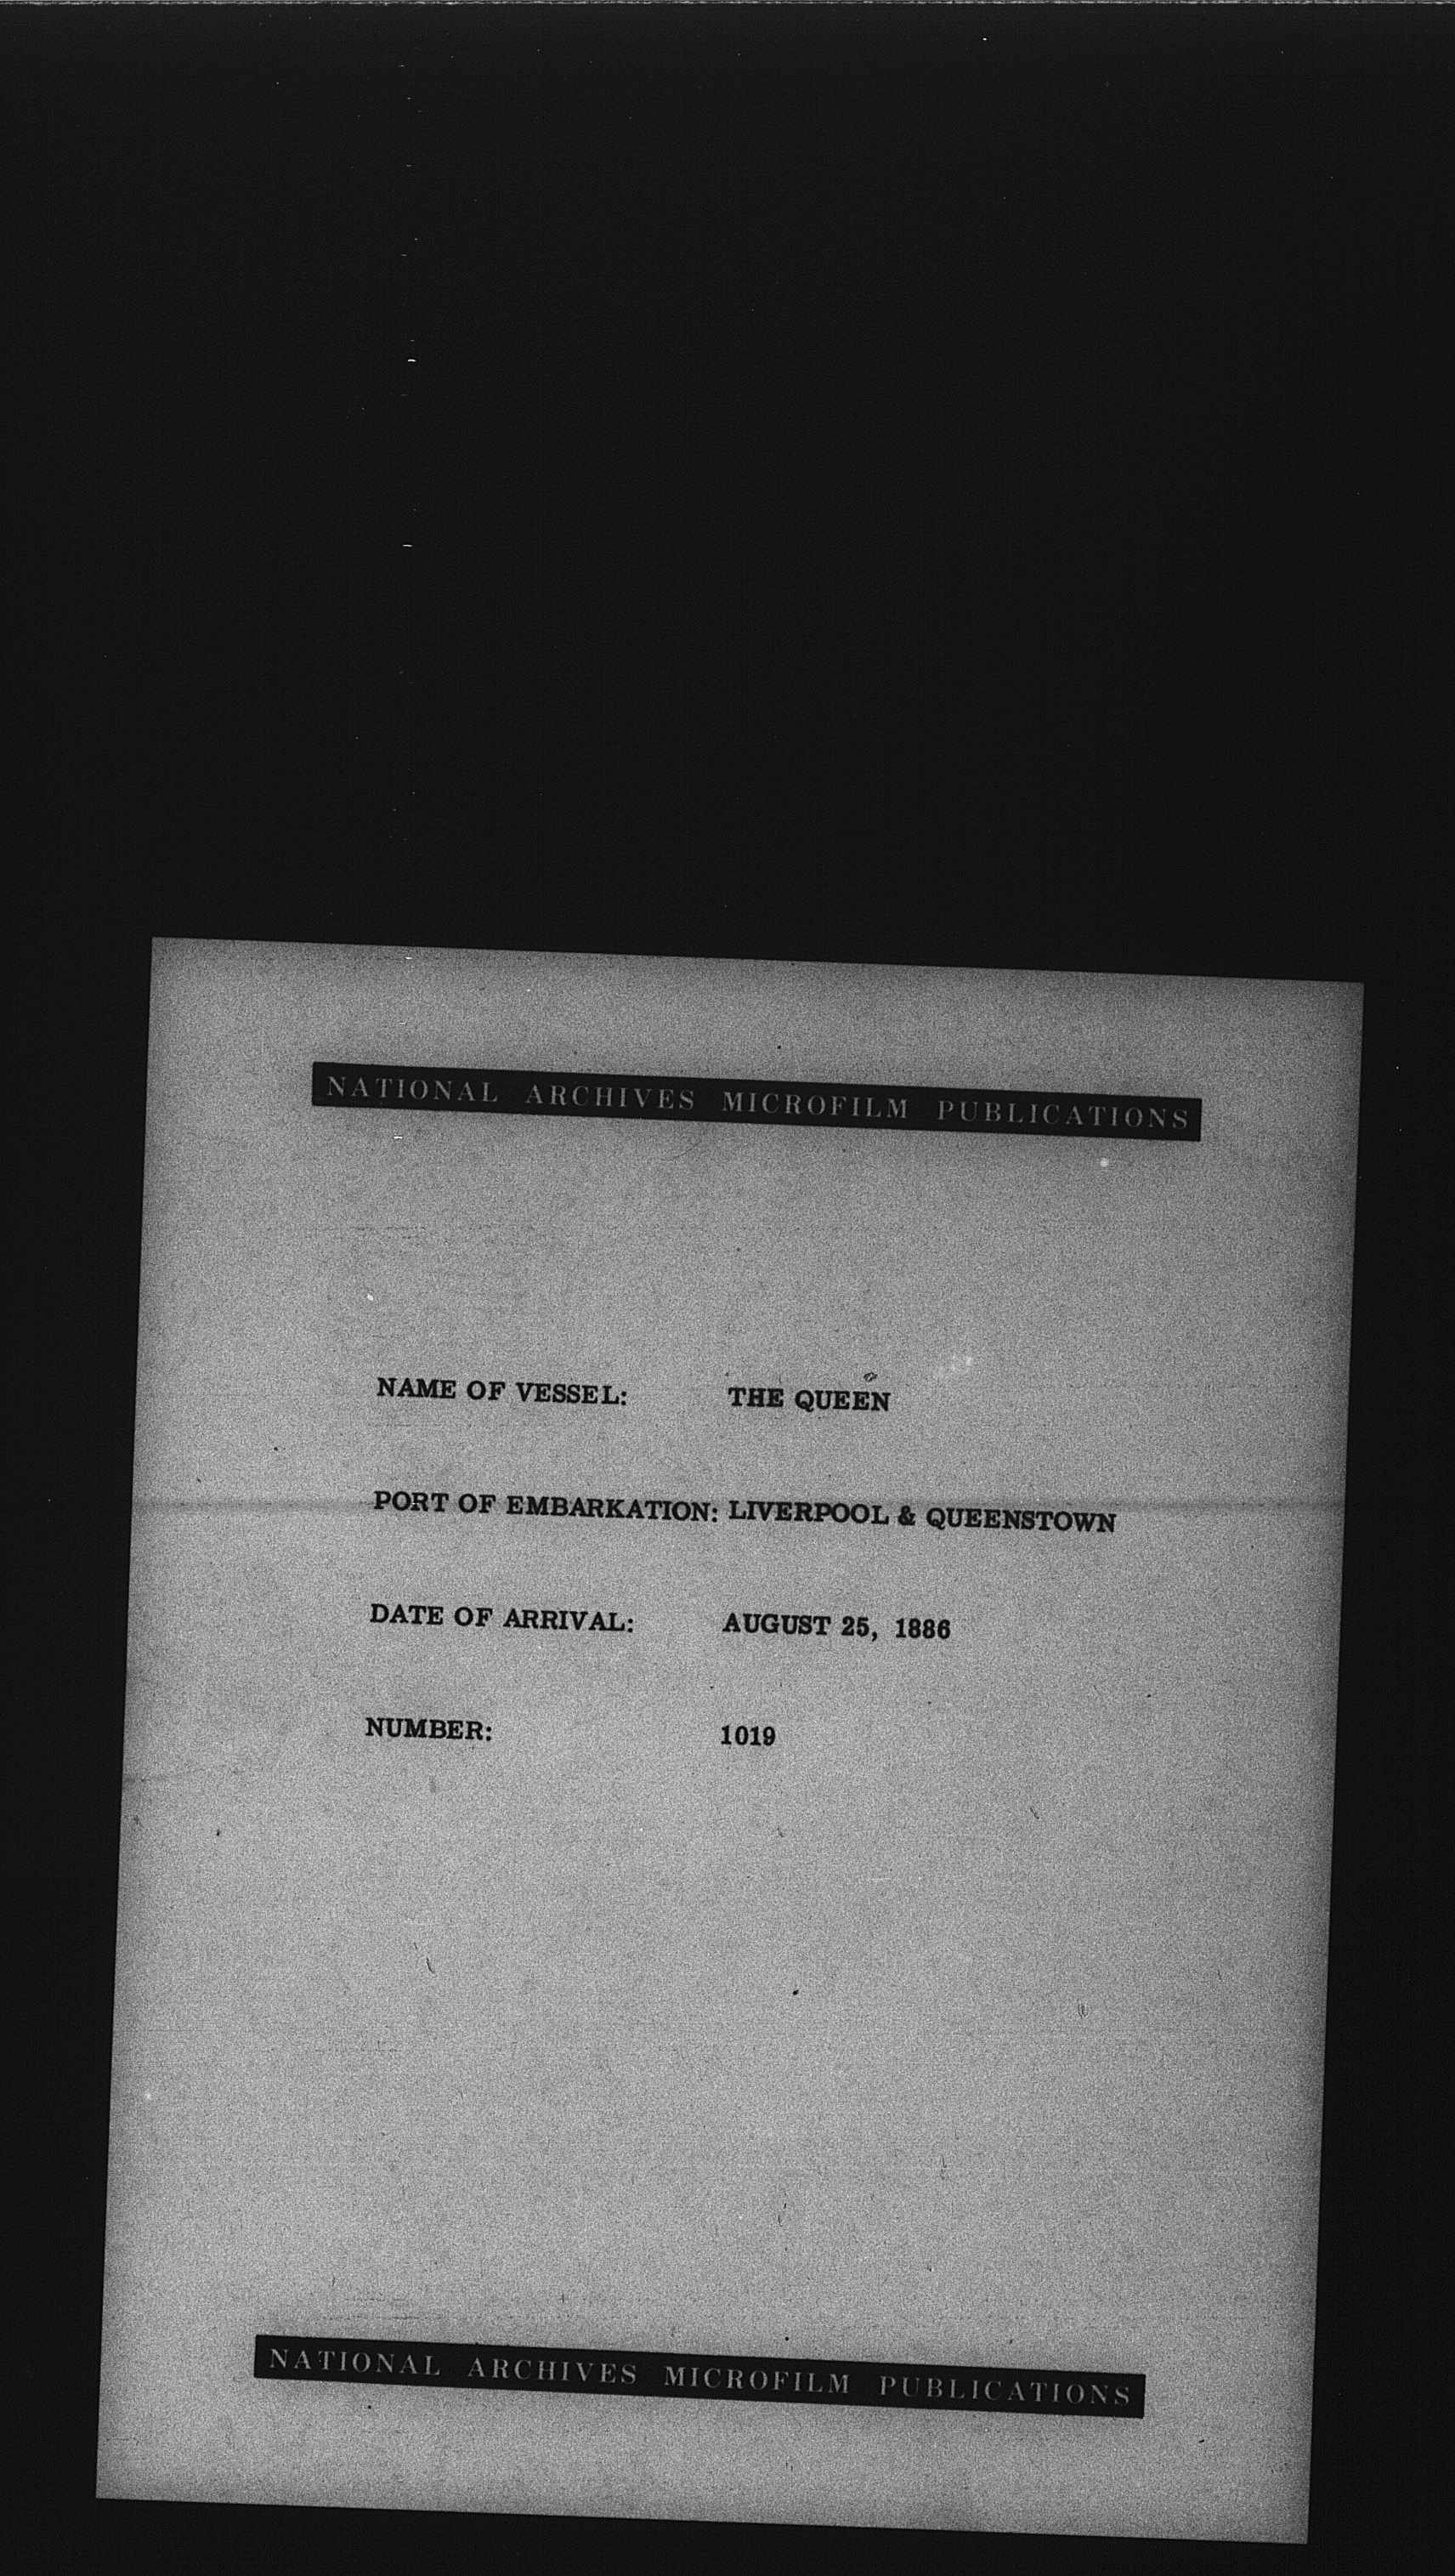 NATIONAL ARCHIVES MICROFILM PUBLICATIONS
NAME OF VESSEL: THE QUEEN
PORT OF EMBARKATION: LIVERPOOL & QUEENSTOWN
DATE OF ARRIVAL: AUGUST 25, 1886
NUMBER: 1019
NATIONAL ARCHIVES MICROFILM PUBLICATIONS